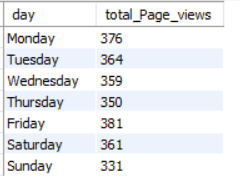 day total_Page_views
Monday 376
Tuesday 364
Wednesday 359
Thursday 350
Friday 381
Saturday 361
Sunday 331